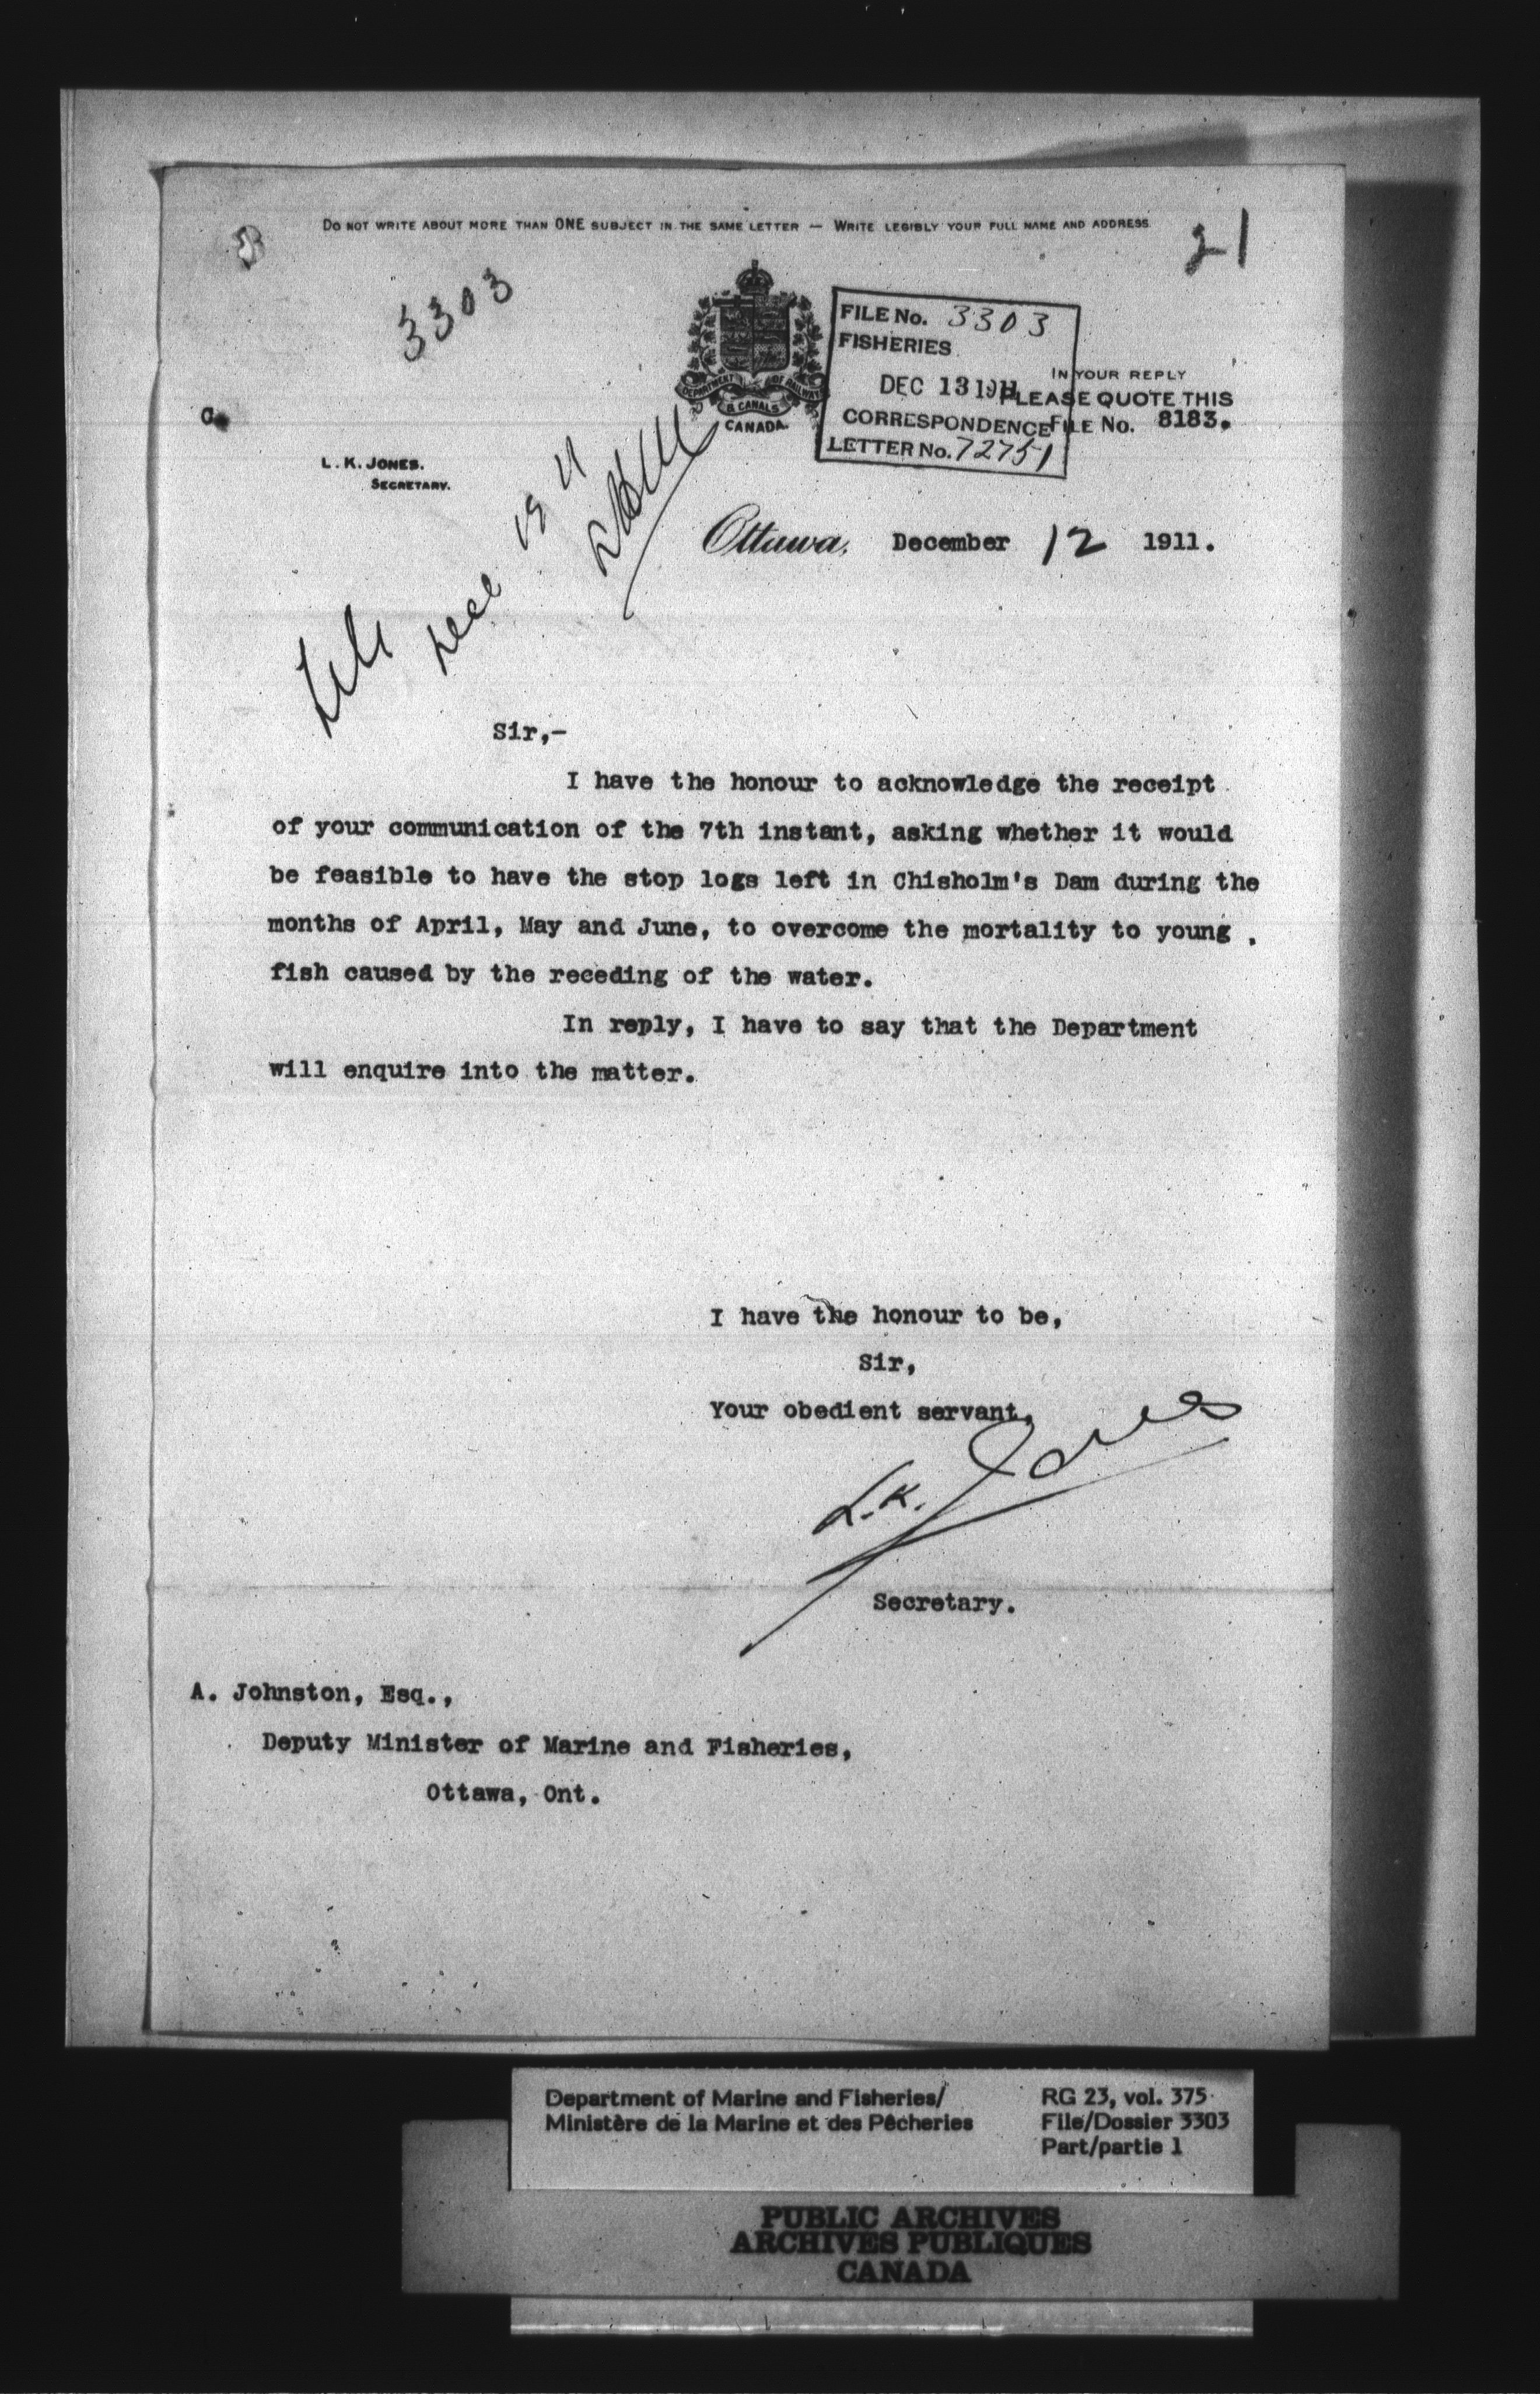 DO NOT WRITE ABOUT MORE THAN ONE SUBJECT IN THE SAME LETTER — WRITE LEGIBLY YOUR FULL NAME AND ADDRESS
21
3303
FILE No. 3303
FISHERIES
DEC 13 1911
CORRESPONDENCE
LETTER No. 72751
IN YOUR REPLY
PLEASE QUOTE THIS
FILE No. 8183.
DEPARTMENT OF RAILWAYS
& CANALS
CANADA.
L. K. JONES.
SECRETARY.
Ottawa, December 12 1911.
Sir,-
I have the honour to acknowledge the receipt
of your communication of the 7th instant, asking whether it would
be feasible to have the stop logs left in Chisholm's Dam during the
months of April, May and June, to overcome the mortality to young
fish caused by the receding of the water.
In reply, I have to say that the Department
will enquire into the matter.
I have the honour to be,
Sir,
Your obedient servant,
L.K. Jones
Secretary.
A. Johnston, Esq.,
Deputy Minister of Marine and Fisheries,
Ottawa, Ont.
Department of Marine and Fisheries/
Ministère de la Marine et des Pêcheries
RG 23, vol. 375
File/Dossier 3303
Part/partie 1
PUBLIC ARCHIVES
ARCHIVES PUBLIQUES
CANADA